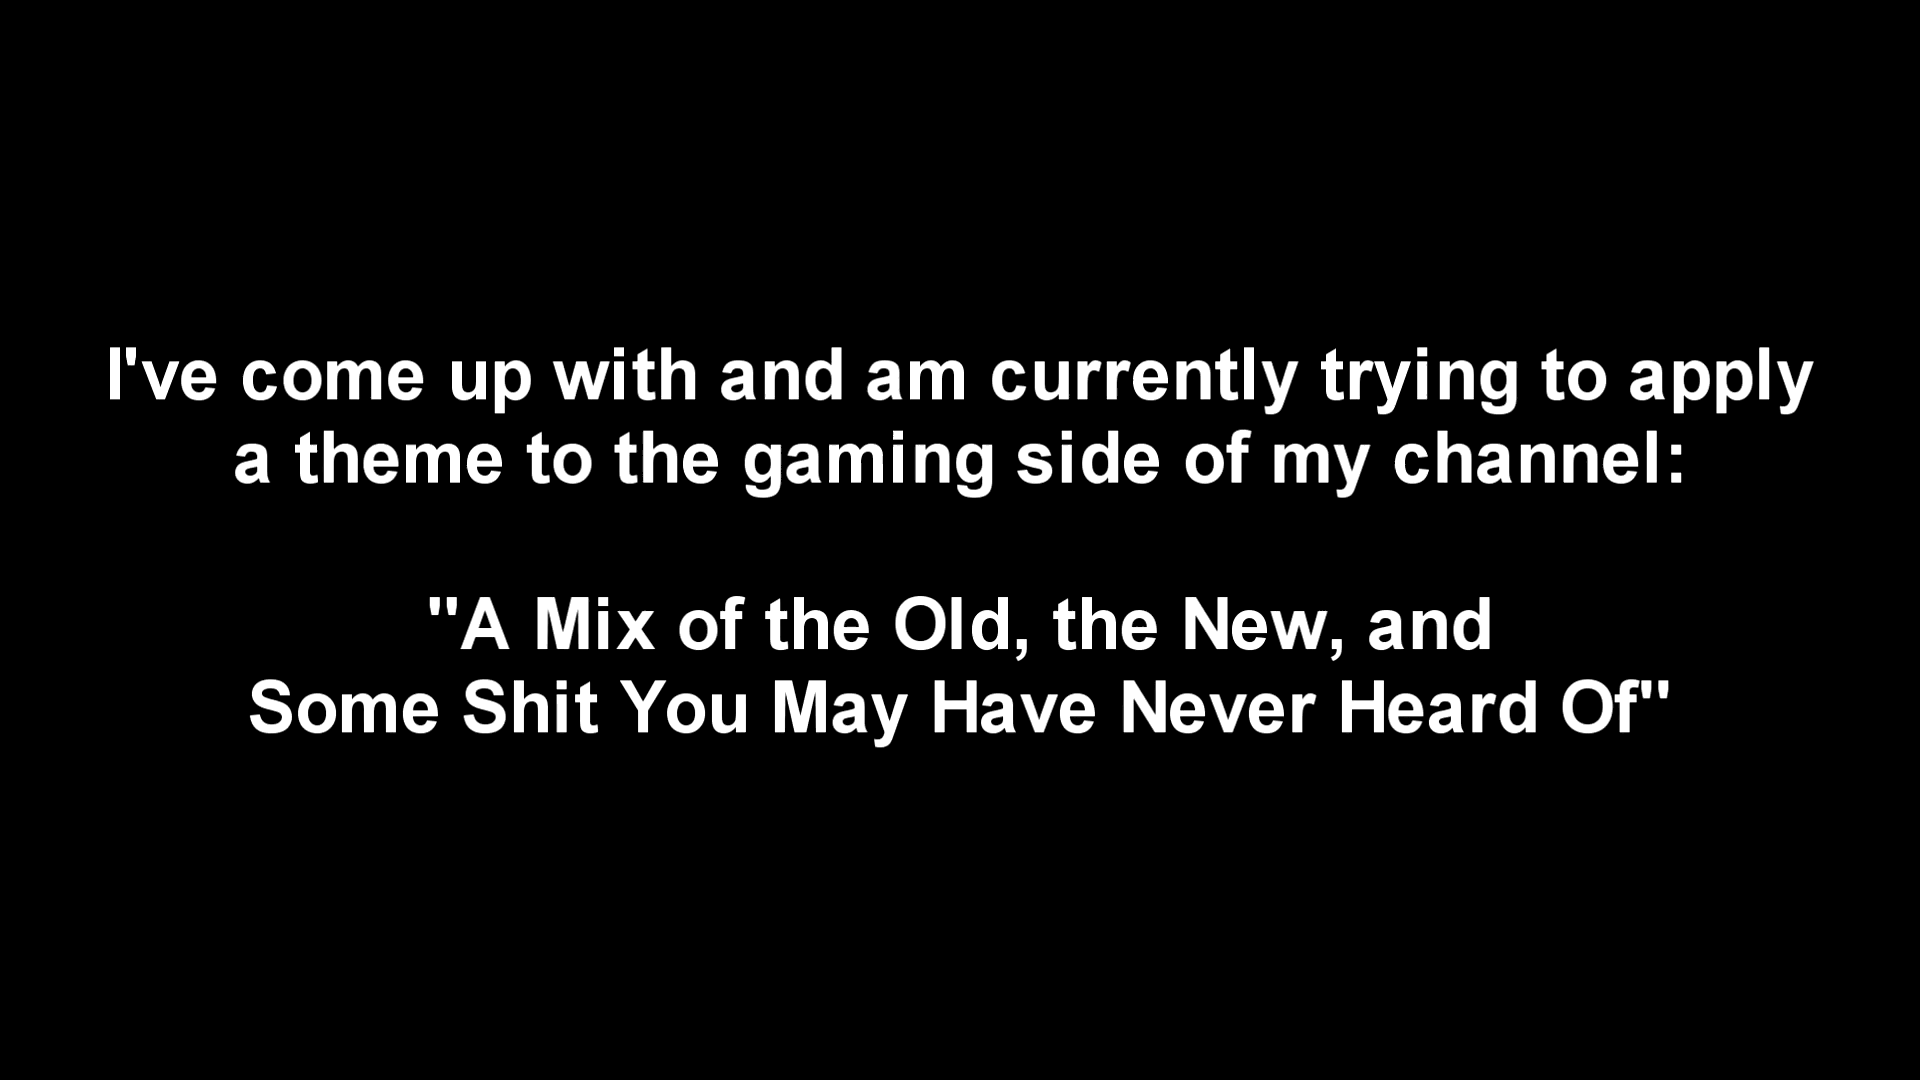 I've come up with and am currently trying to apply
a theme to the gaming side of my channel:
"A Mix of the Old, the New, and
Some Shit You May Have Never Heard Of"